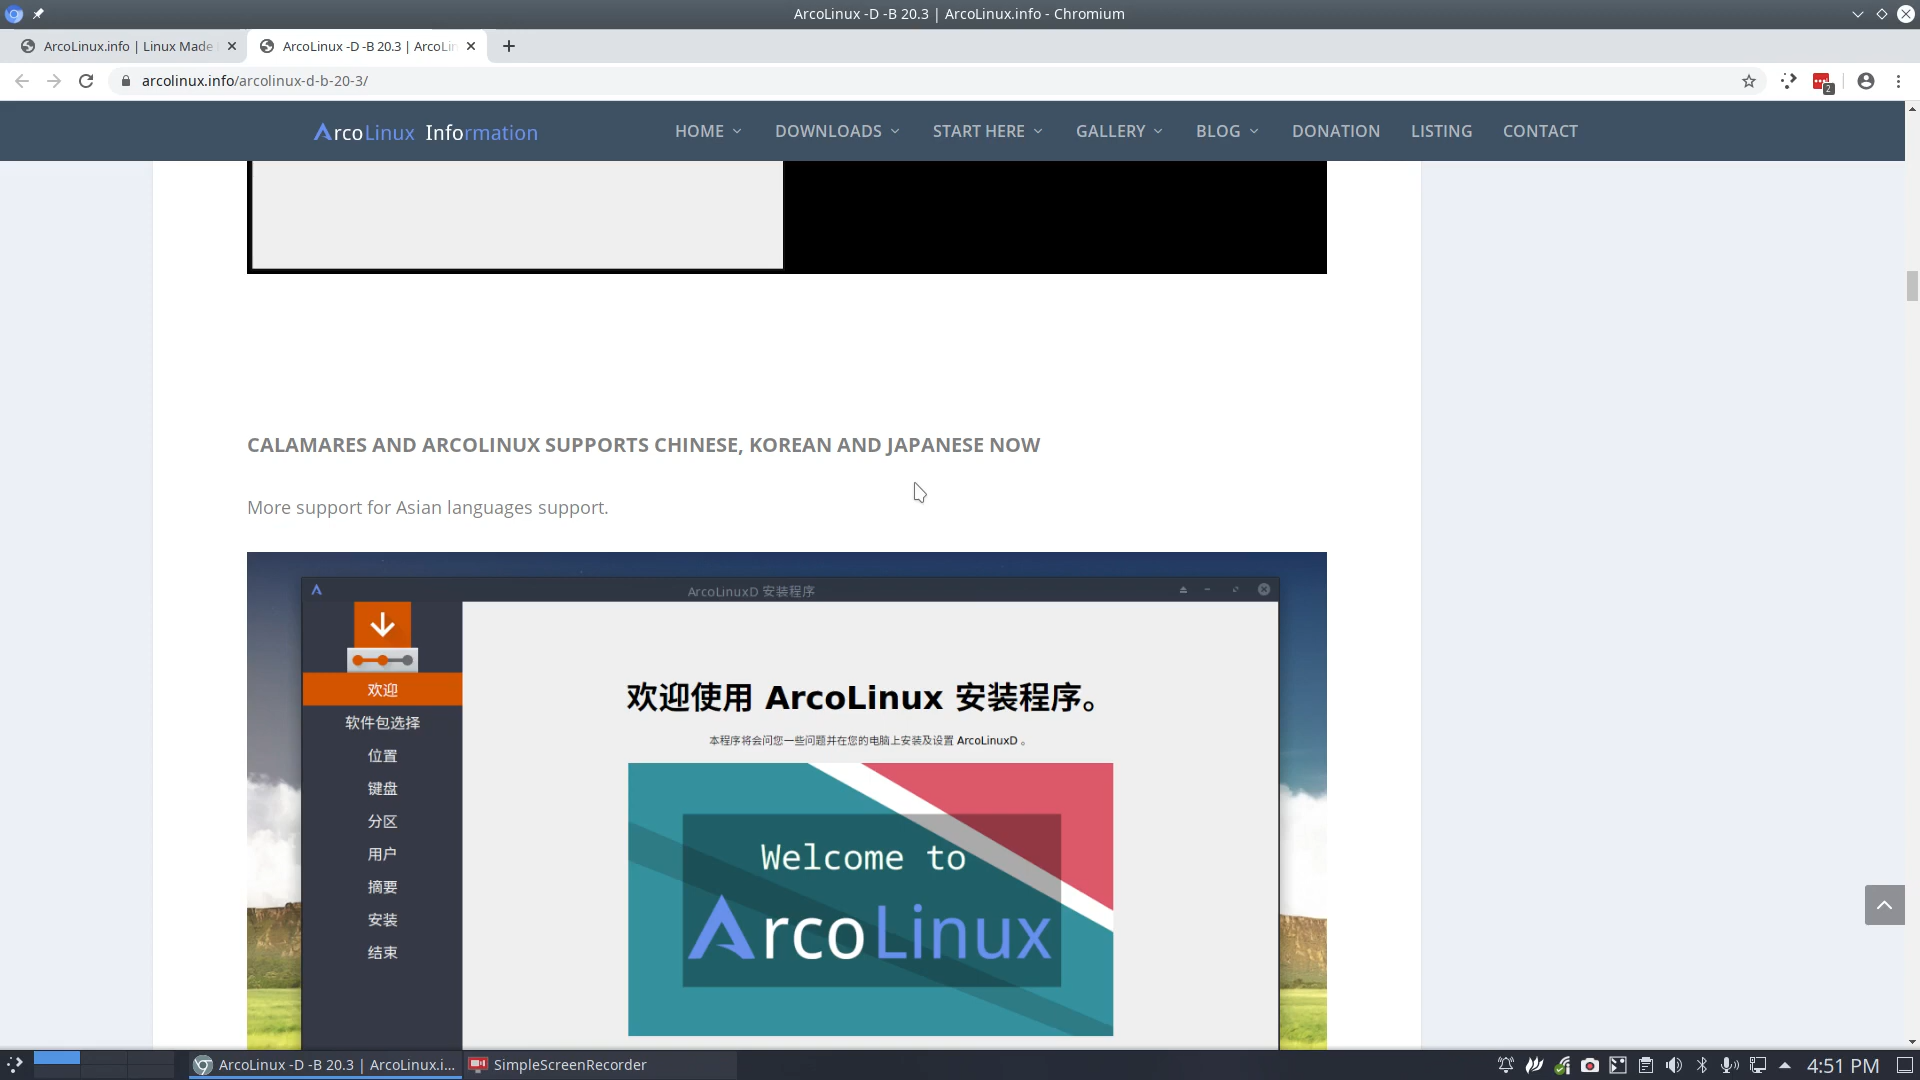 ArcoLinux -D -B 20.3 | ArcoLinux.info - Chromium
ArcoLinux.info | Linux Made
ArcoLinux -D -B 20.3 | ArcoLin
arcolinux.info/arcolinux-d-b-20-3/
2
ArcoLinux Information
HOME
DOWNLOADS
START HERE
GALLERY
BLOG
DONATION
LISTING
CONTACT
CALAMARES AND ARCOLINUX SUPPORTS CHINESE, KOREAN AND JAPANESE NOW
More support for Asian languages support.
ArcoLinuxD 安装程序
欢迎
软件包选择
位置
键盘
分区
用户
摘要
安装
结束
欢迎使用 ArcoLinux 安装程序。
本程序将会问您一些问题并在您的电脑上安装及设置 ArcoLinuxD 。
Welcome to
ArcoLinux
ArcoLinux -D -B 20.3 | ArcoLinux.i...
SimpleScreenRecorder
4:51 PM